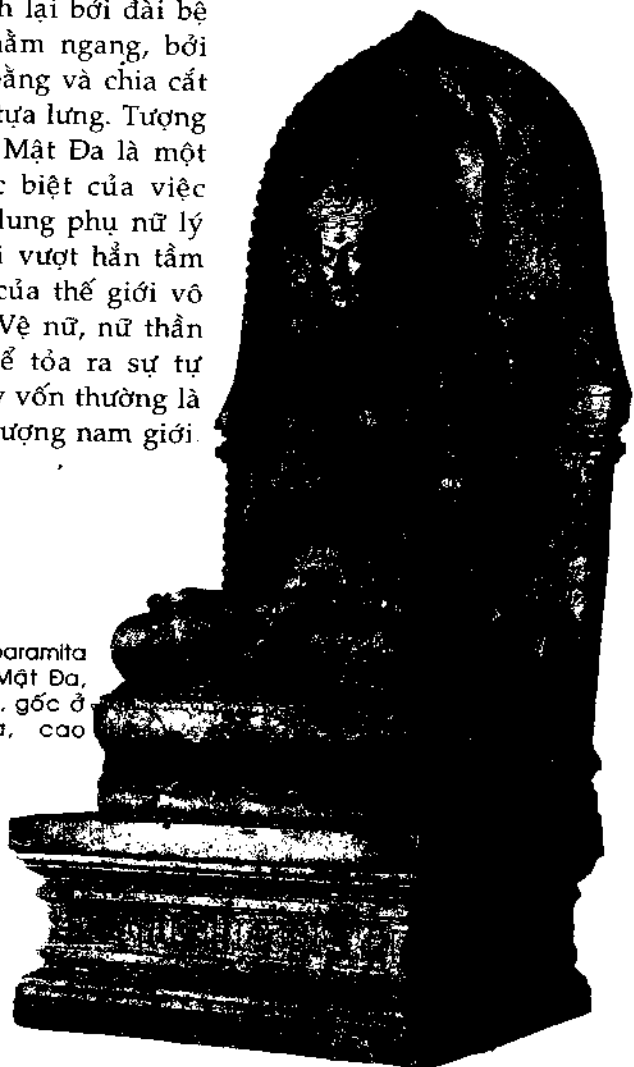 lại bởi đài bệ
nằm ngang, bởi
bằng và chia cắt
tựa lưng. Tượng
Mật Đa là một
biệt của việc
dung phụ nữ lý
vượt hẳn tầm
của thế giới vô
Vệ nữ, nữ thần
tỏa ra sự tự
vốn thường là
tượng nam giới.
paramita
Mật Đa,
gốc ở
cao